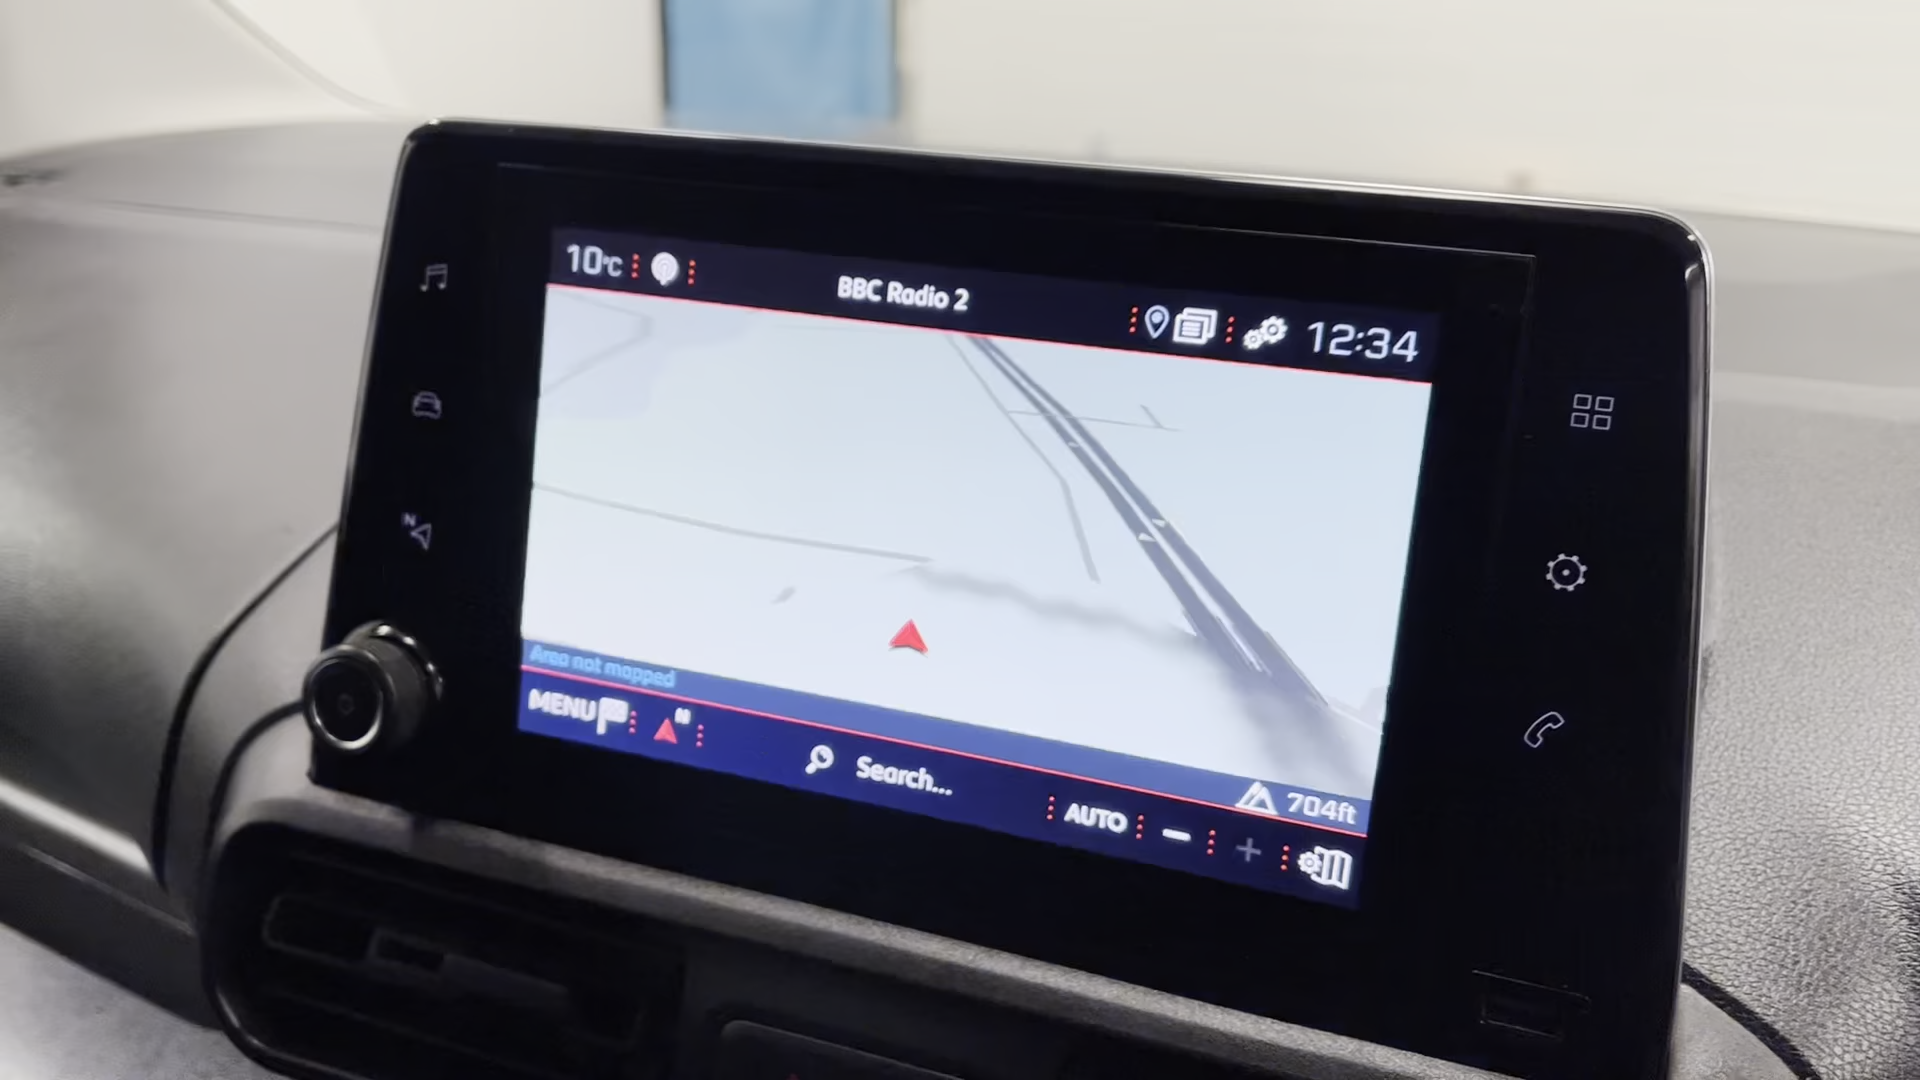 10°C
BBC Radio 2
12:34
N
Area not mapped
MENU
N
Search...
704ft
AUTO